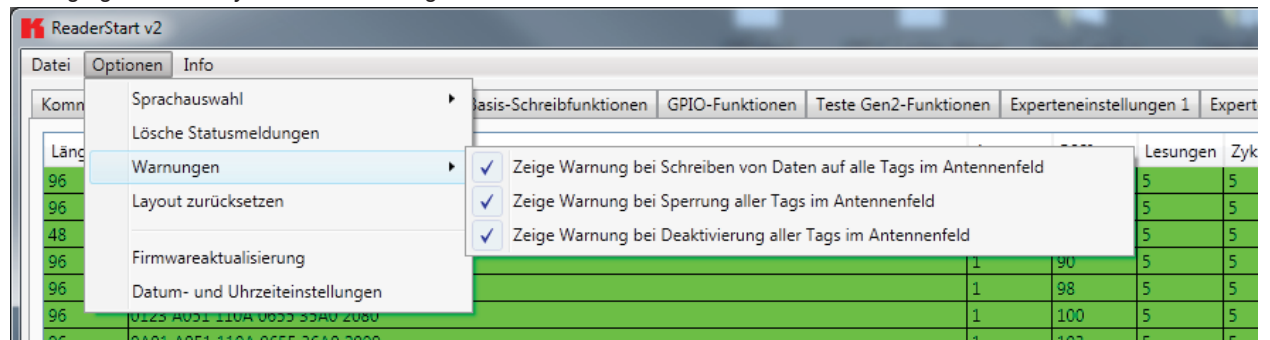 ReaderStart v2
Datei Optionen Info
Sprachauswahl
Basis-Schreibfunktionen GPIO-Funktionen Teste Gen2-Funktionen Experteneinstellungen 1
Lösche Statusmeldungen
Lesungen
Warnungen
Zeige Warnung bei Schreiben von Daten auf alle Tags im Antennenfeld
96 5 5
Layout zurücksetzen
Zeige Warnung bei Sperrung aller Tags im Antennenfeld
96 5 5
Zeige Warnung bei Deaktivierung aller Tags im Antennenfeld
48 5 5
Firmwareaktualisierung
96 1 90 5 5
Datum- und Uhrzeiteinstellungen
96 1 98 5 5
96 0123 A051 110A 0655 35A0 2080 1 100 5 5